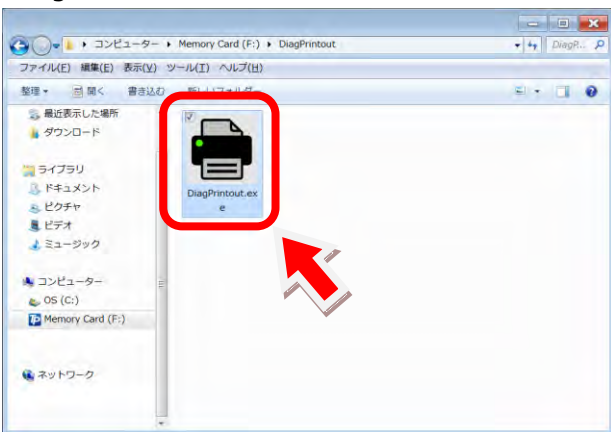 コンピューター ▸ Memory Card (F:) ▸ DiagPrintout
DiagP...
ファイル(F) 編集(E) 表示(V) ツール(T) ヘルプ(H)
整理 開く 書き込む
最近表示した場所
ダウンロード
ライブラリ
ドキュメント
ピクチャ
ビデオ
ミュージック
コンピューター
OS (C:)
Memory Card (F:)
ネットワーク
DiagPrintout.ex
e